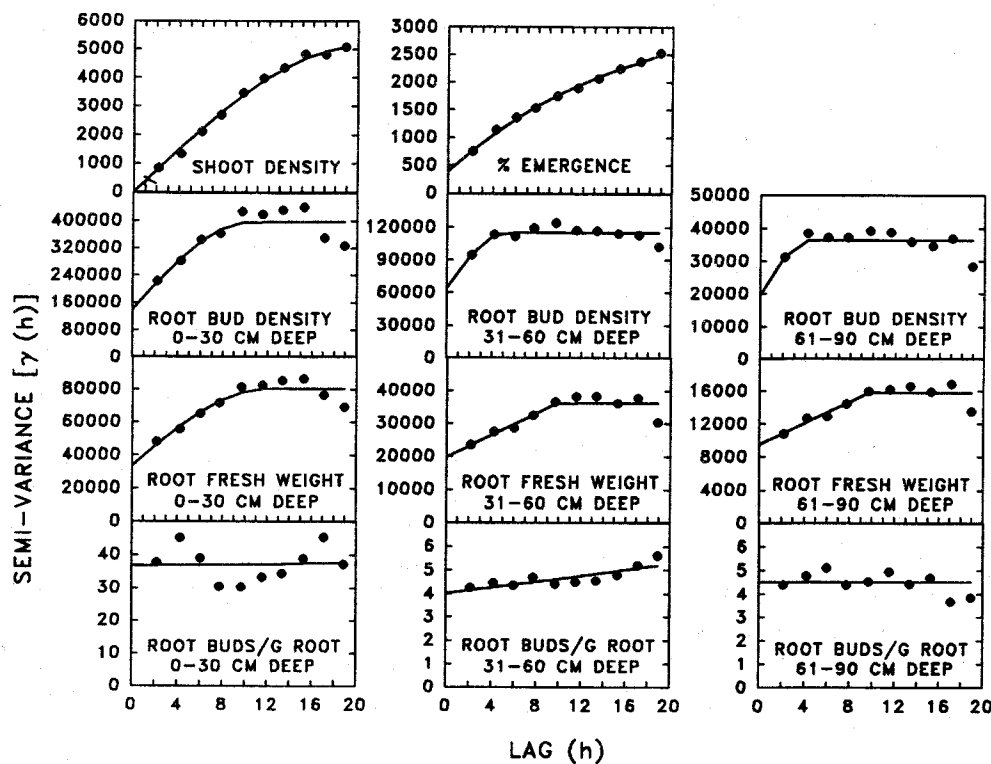 SEMI-VARIANCE [γ (h)]
6000
5000
4000
3000
2000
1000
0
SHOOT DENSITY
3000
2500
2000
1500
1000
500
0
% EMERGENCE
400000
320000
240000
160000
80000
0
ROOT BUD DENSITY
0-30 CM DEEP
120000
90000
60000
30000
0
ROOT BUD DENSITY
31-60 CM DEEP
50000
40000
30000
20000
10000
0
ROOT BUD DENSITY
61-90 CM DEEP
80000
60000
40000
20000
0
ROOT FRESH WEIGHT
0-30 CM DEEP
40000
30000
20000
10000
0
ROOT FRESH WEIGHT
31-60 CM DEEP
16000
12000
8000
4000
0
ROOT FRESH WEIGHT
61-90 CM DEEP
40
30
20
10
0
ROOT BUDS/G ROOT
0-30 CM DEEP
0 4 8 12 16 20
6
5
4
3
2
1
0
ROOT BUDS/G ROOT
31-60 CM DEEP
0 4 8 12 16 20
6
5
4
3
2
1
0
ROOT BUDS/G ROOT
61-90 CM DEEP
0 4 8 12 16 20
LAG (h)